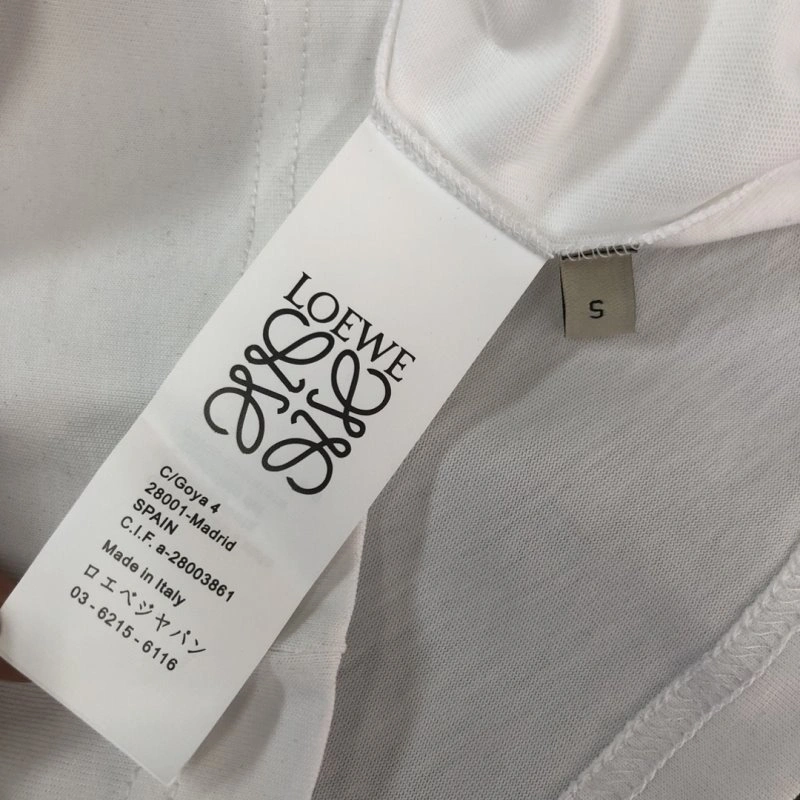 LOEWE
C/Goya 4
28001-Madrid
SPAIN
C.I.F. a-28003861
Made in Italy
ロエベジャパン
03-6215-6116
S